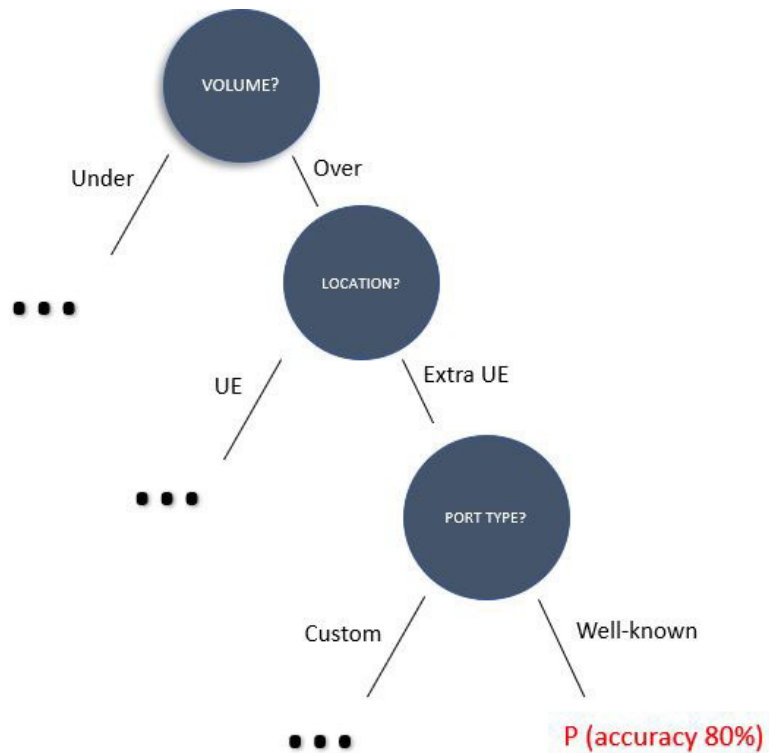 VOLUME?
Under
Over
...
LOCATION?
UE
Extra UE
...
PORT TYPE?
Custom
Well-known
...
P (accuracy 80%)